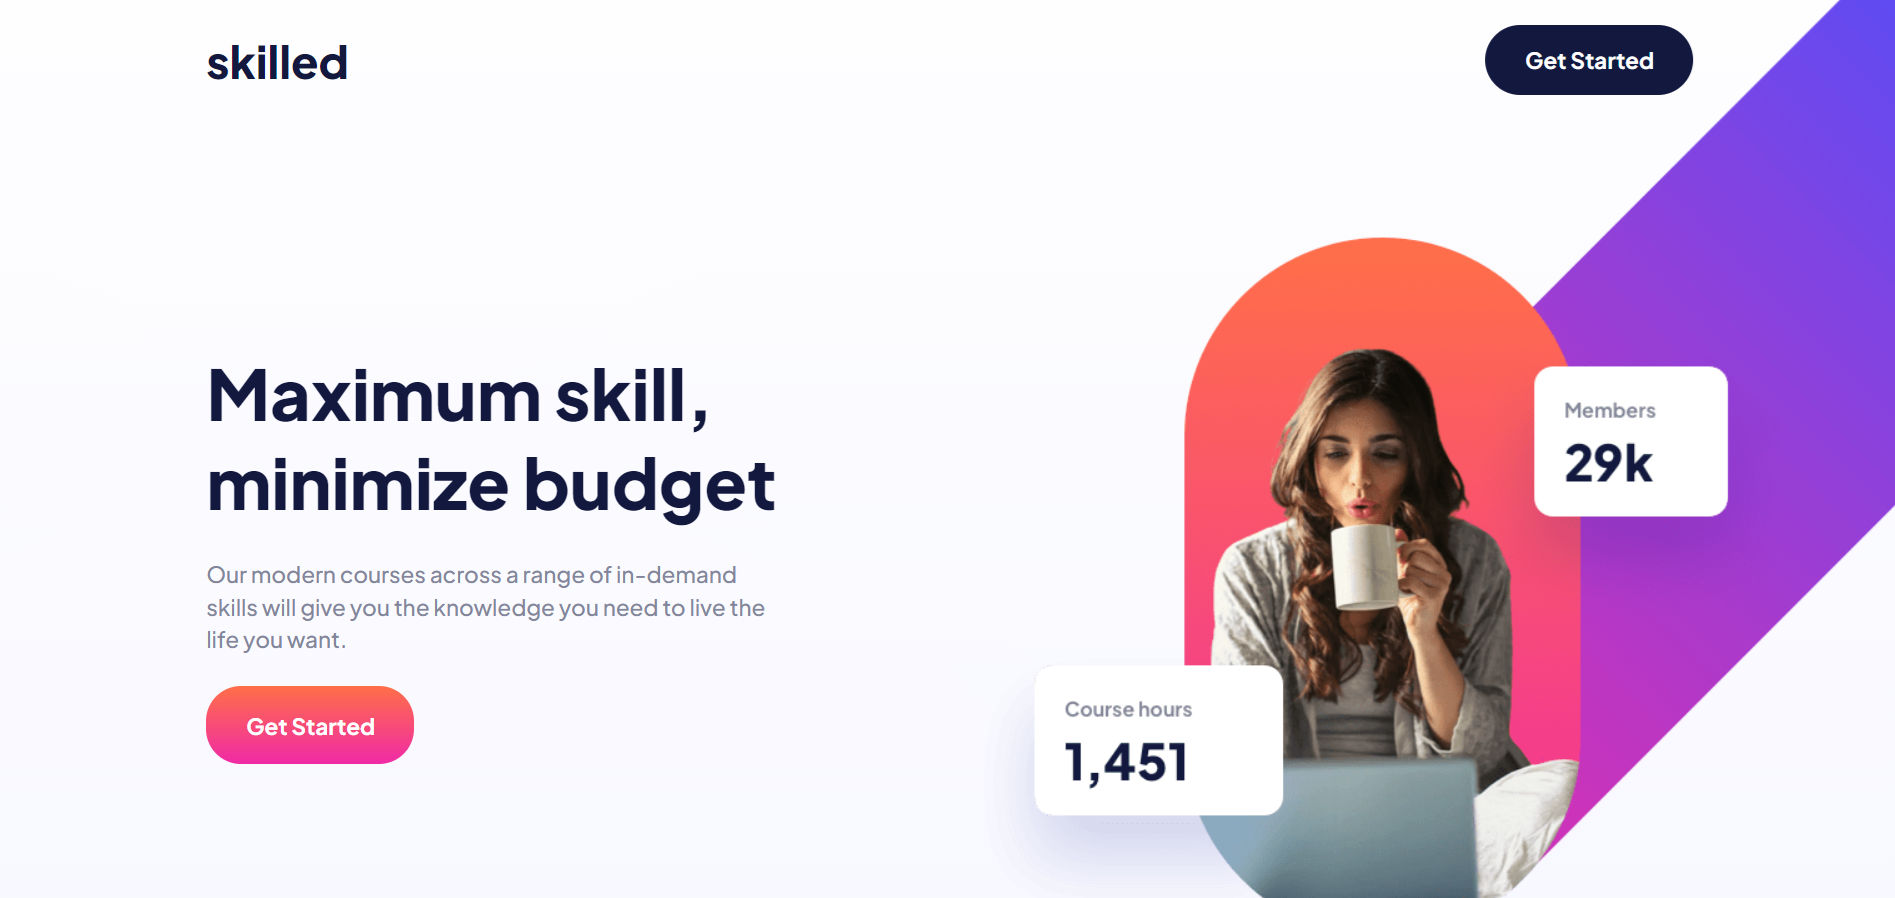 skilled
Get Started
Maximum skill,
minimize budget
Our modern courses across a range of in-demand
skills will give you the knowledge you need to live the
life you want.
Get Started
Members
29k
Course hours
1,451